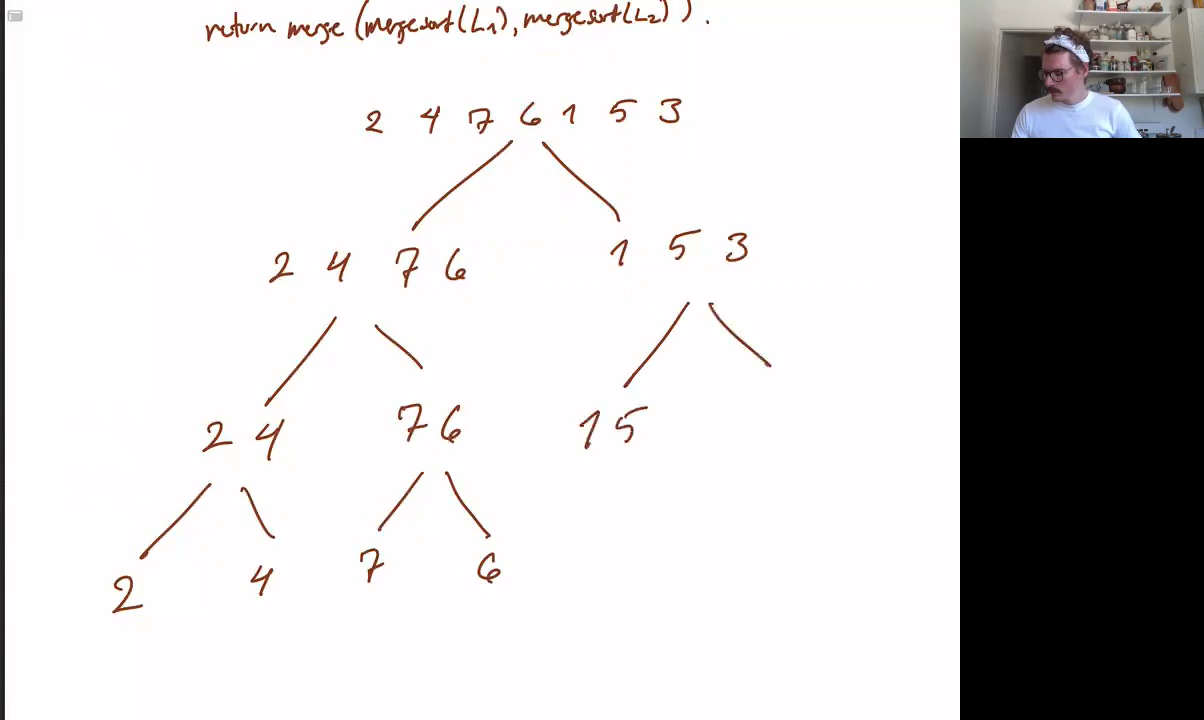 return merge (mergesort(L1), mergesort(L2)).
2 4 7 6 1 5 3
2 4 7 6 1 5 3
2 4 7 6 1 5
2 4 7 6